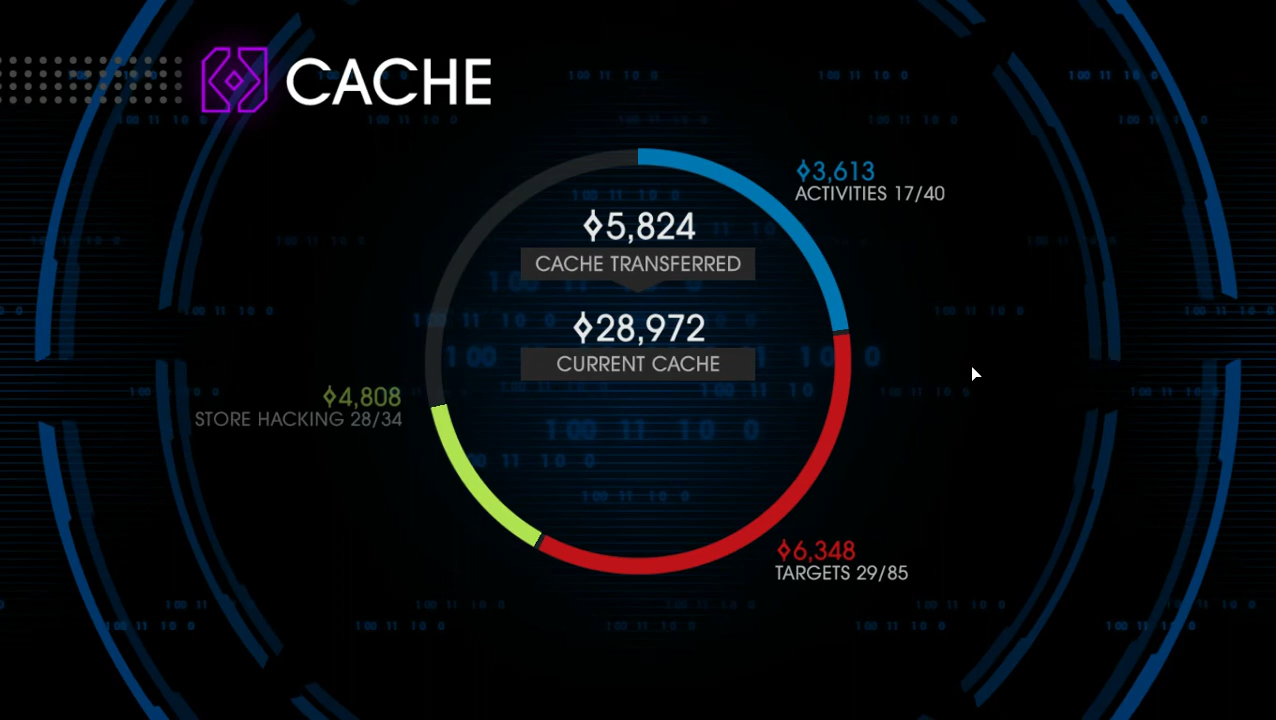 CACHE
3,613
ACTIVITIES 17/40
5,824
CACHE TRANSFERRED
28,972
CURRENT CACHE
4,808
STORE HACKING 28/34
6,348
TARGETS 29/85